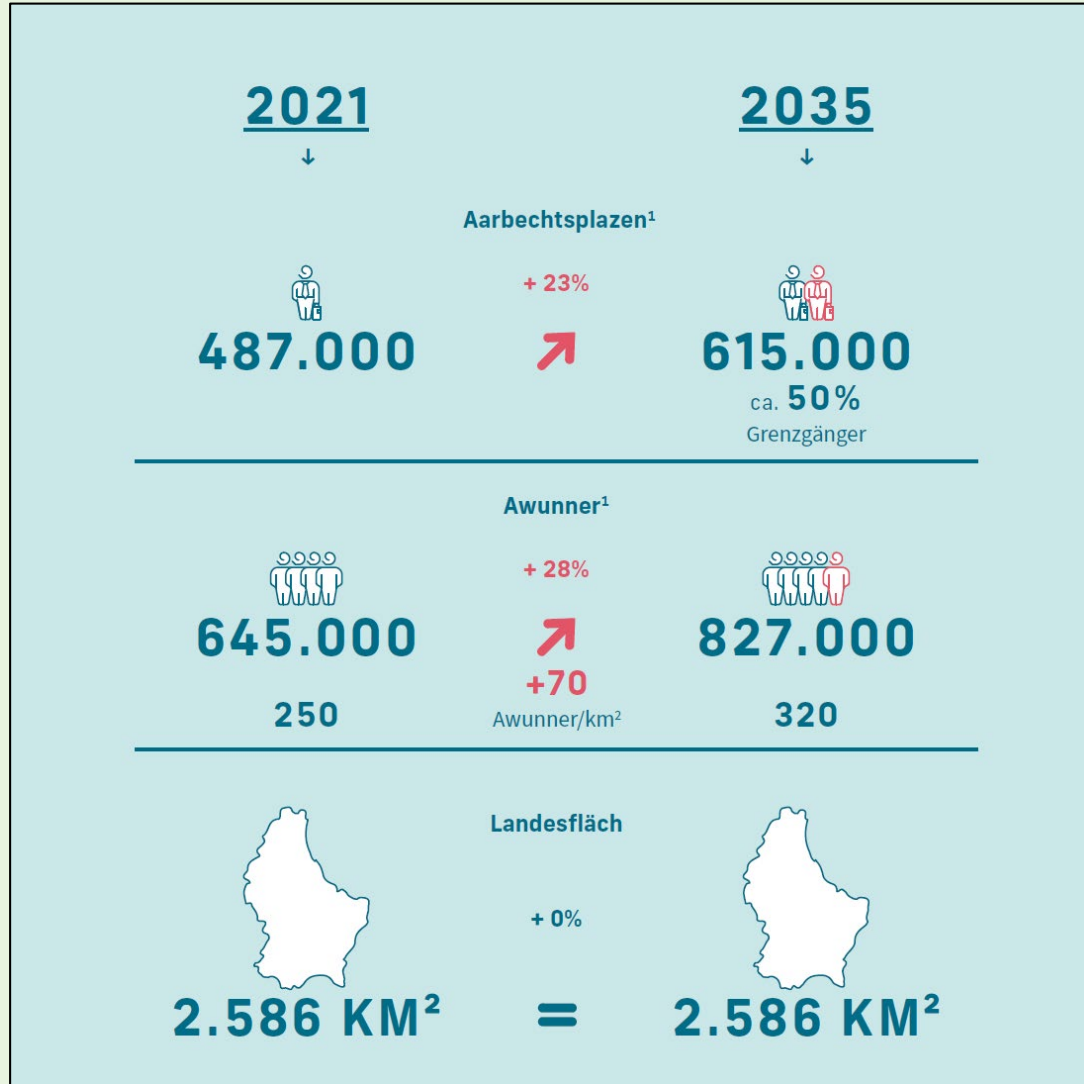 2021 2035
↓ ↓
Aarbechtsplazen¹
+ 23%
487.000 615.000
ca. 50%
Grenzgänger
Awunner¹
+ 28%
645.000 827.000
+70
250 Awunner/km² 320
Landesfläch
+ 0%
2.586 KM² = 2.586 KM²